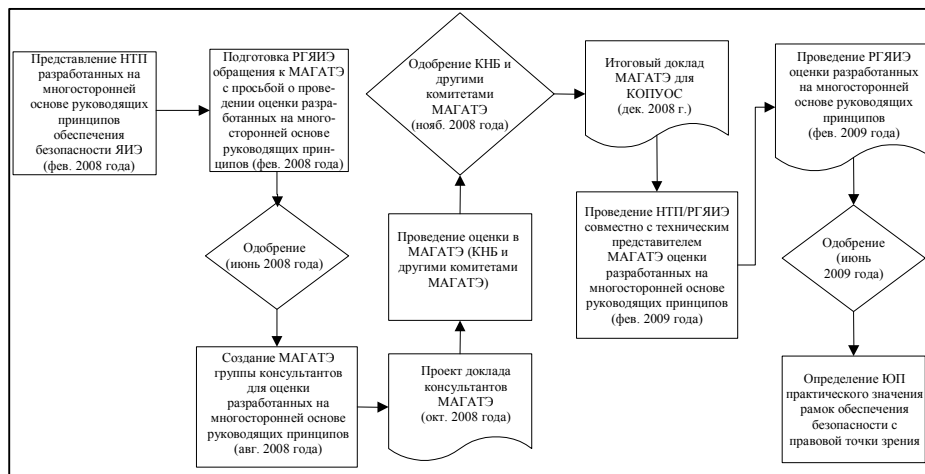 Представление НТП
разработанных на
многосторонней
основе руководящих
принципов
обеспечения
безопасности ЯИЭ
(фев. 2008 года)
Подготовка РГЯИЭ
обращения к МАГАТЭ
с просьбой о прове-
дении оценки разра-
ботанных на много-
сторонней основе
руководящих прин-
ципов (фев. 2008 года)
Одобрение
(июнь 2008 года)
Создание МАГАТЭ
группы консультантов
для оценки
разработанных на
многосторонней основе
руководящих принципов
(авг. 2008 года)
Проект доклада
консультантов
МАГАТЭ
(окт. 2008 года)
Проведение оценки в
МАГАТЭ (КНБ и
другими комитетами
МАГАТЭ)
Одобрение КНБ и
другими
комитетами
МАГАТЭ
(нояб. 2008 года)
Итоговый доклад
МАГАТЭ для
КОПУОС
(дек. 2008 г.)
Проведение НТП/РГЯИЭ
совместно с техническим
представителем
МАГАТЭ оценки
разработанных на
многосторонней основе
руководящих принципов
(фев. 2009 года)
Проведение РГЯИЭ
оценки разработанных
на многосторонней
основе руководящих
принципов
(фев. 2009 года)
Одобрение
(июнь
2009 года)
Определение ЮП
практического значения
рамок обеспечения
безопасности с
правовой точки зрения